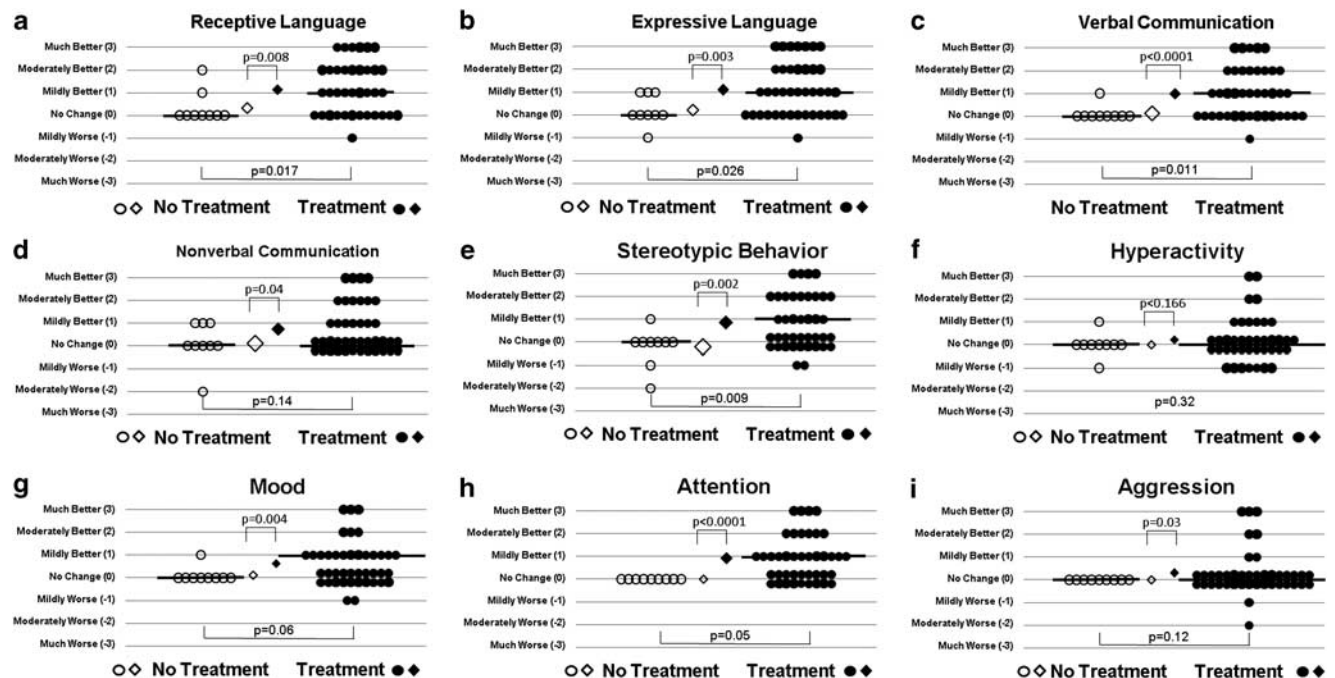 a Receptive Language
Much Better (3)
Moderately Better (2)
p=0.008
Mildly Better (1)
No Change (0)
Mildly Worse (-1)
Moderately Worse (-2)
p=0.017
Much Worse (-3)
No Treatment Treatment
b Expressive Language
Much Better (3)
Moderately Better (2)
p=0.003
Mildly Better (1)
No Change (0)
Mildly Worse (-1)
Moderately Worse (-2)
p=0.026
Much Worse (-3)
No Treatment Treatment
c Verbal Communication
Much Better (3)
p<0.0001
Moderately Better (2)
Mildly Better (1)
No Change (0)
Mildly Worse (-1)
Moderately Worse (-2)
p=0.011
Much Worse (-3)
No Treatment Treatment
d Nonverbal Communication
Much Better (3)
p=0.04
Moderately Better (2)
Mildly Better (1)
No Change (0)
Mildly Worse (-1)
Moderately Worse (-2)
p=0.14
Much Worse (-3)
No Treatment Treatment
e Stereotypic Behavior
Much Better (3)
p=0.002
Moderately Better (2)
Mildly Better (1)
No Change (0)
Mildly Worse (-1)
Moderately Worse (-2)
p=0.009
Much Worse (-3)
No Treatment Treatment
f Hyperactivity
Much Better (3)
Moderately Better (2)
p<0.166
Mildly Better (1)
No Change (0)
Mildly Worse (-1)
Moderately Worse (-2)
p=0.32
Much Worse (-3)
No Treatment Treatment
g Mood
Much Better (3)
p=0.004
Moderately Better (2)
Mildly Better (1)
No Change (0)
Mildly Worse (-1)
Moderately Worse (-2)
p=0.06
Much Worse (-3)
No Treatment Treatment
h Attention
Much Better (3)
p<0.0001
Moderately Better (2)
Mildly Better (1)
No Change (0)
Mildly Worse (-1)
Moderately Worse (-2)
p=0.05
Much Worse (-3)
No Treatment Treatment
i Aggression
Much Better (3)
p=0.03
Moderately Better (2)
Mildly Better (1)
No Change (0)
Mildly Worse (-1)
Moderately Worse (-2)
p=0.12
Much Worse (-3)
No Treatment Treatment